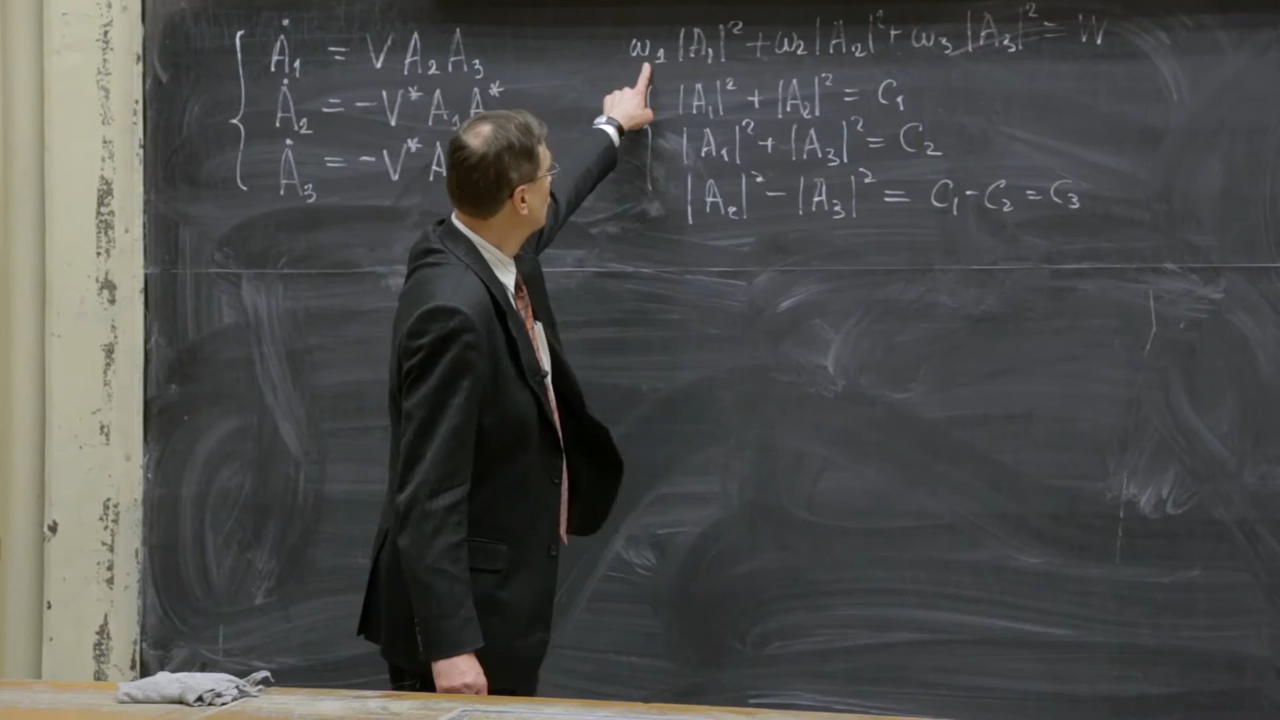 Ȧ₁ = V A₂ A₃
Ȧ₂ = -V* A₁ A*
Ȧ₃ = -V* A
ω₁ |A₁|² + ω₂ |A₂|² + ω₃ |A₃|² = W
|A₁|² + |A₂|² = C₁
|A₁|² + |A₃|² = C₂
|A₂|² - |A₃|² = C₁ - C₂ = C₃